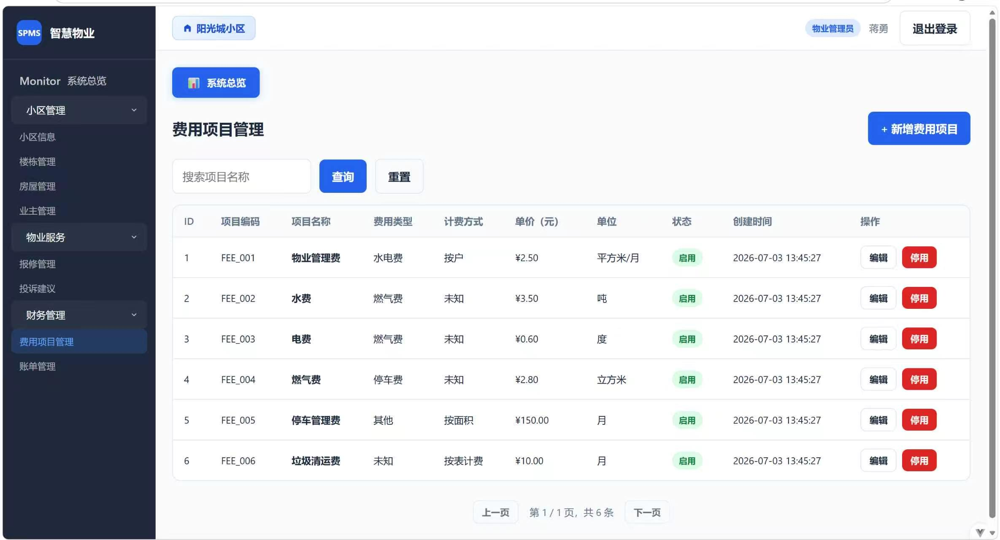 SPMS 智慧物业
Monitor 系统总览
小区管理
小区信息
楼栋管理
房屋管理
业主管理
物业服务
报修管理
投诉建议
财务管理
费用项目管理
账单管理
阳光城小区
物业管理员 蒋勇 退出登录
系统总览
费用项目管理
+ 新增费用项目
搜索项目名称 查询 重置
ID 项目编码 项目名称 费用类型 计费方式 单价（元） 单位 状态 创建时间 操作
1 FEE_001 物业管理费 水电费 按户 ¥2.50 平方米/月 启用 2026-07-03 13:45:27 编辑 停用
2 FEE_002 水费 燃气费 未知 ¥3.50 吨 启用 2026-07-03 13:45:27 编辑 停用
3 FEE_003 电费 燃气费 未知 ¥0.60 度 启用 2026-07-03 13:45:27 编辑 停用
4 FEE_004 燃气费 停车费 未知 ¥2.80 立方米 启用 2026-07-03 13:45:27 编辑 停用
5 FEE_005 停车管理费 其他 按面积 ¥150.00 月 启用 2026-07-03 13:45:27 编辑 停用
6 FEE_006 垃圾清运费 未知 按表计费 ¥10.00 月 启用 2026-07-03 13:45:27 编辑 停用
上一页 第 1 / 1 页，共 6 条 下一页